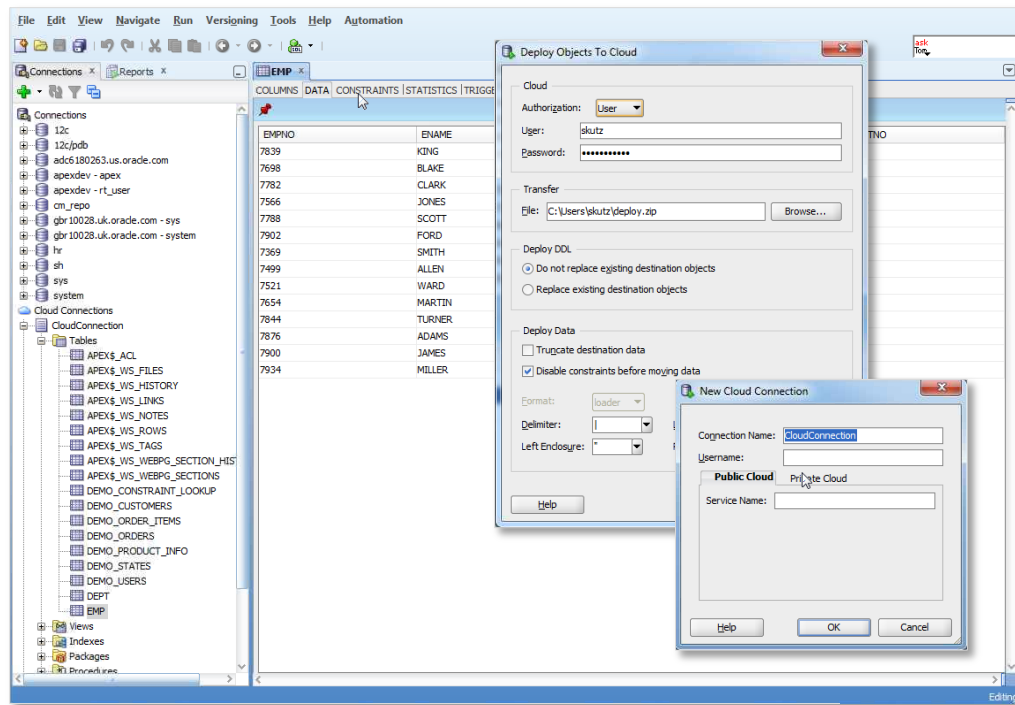 File Edit View Navigate Run Versioning Tools Help Automation
ask
Tom
Connections x Reports x
Connections
12c
12c/pdb
adc6180263.us.oracle.com
apexdev - apex
apexdev - rt_user
cm_repo
gbr10028.uk.oracle.com - sys
gbr10028.uk.oracle.com - system
hr
sh
sys
system
Cloud Connections
CloudConnection
Tables
APEX$_ACL
APEX$_WS_FILES
APEX$_WS_HISTORY
APEX$_WS_LINKS
APEX$_WS_NOTES
APEX$_WS_ROWS
APEX$_WS_TAGS
APEX$_WS_WEBPG_SECTION_HIS
APEX$_WS_WEBPG_SECTIONS
DEMO_CONSTRAINT_LOOKUP
DEMO_CUSTOMERS
DEMO_ORDER_ITEMS
DEMO_ORDERS
DEMO_PRODUCT_INFO
DEMO_STATES
DEMO_USERS
DEPT
EMP
Views
Indexes
Packages
Procedures
EMP x
COLUMNS DATA CONSTRAINTS |STATISTICS |TRIGGE
EMPNO ENAME TNO
7839 KING
7698 BLAKE
7782 CLARK
7566 JONES
7788 SCOTT
7902 FORD
7369 SMITH
7499 ALLEN
7521 WARD
7654 MARTIN
7844 TURNER
7876 ADAMS
7900 JAMES
7934 MILLER
Deploy Objects To Cloud
Cloud
Authorization: User
User: skutz
Password: •••••••••••
Transfer
File: C:\Users\skutz\deploy.zip Browse...
Deploy DDL
Do not replace existing destination objects
Replace existing destination objects
Deploy Data
Truncate destination data
Disable constraints before moving data
Format: loader
Delimiter: |
Left Enclosure: "
Help
New Cloud Connection
Connection Name: CloudConnection
Username:
Public Cloud Private Cloud
Service Name:
Help OK Cancel
Editing